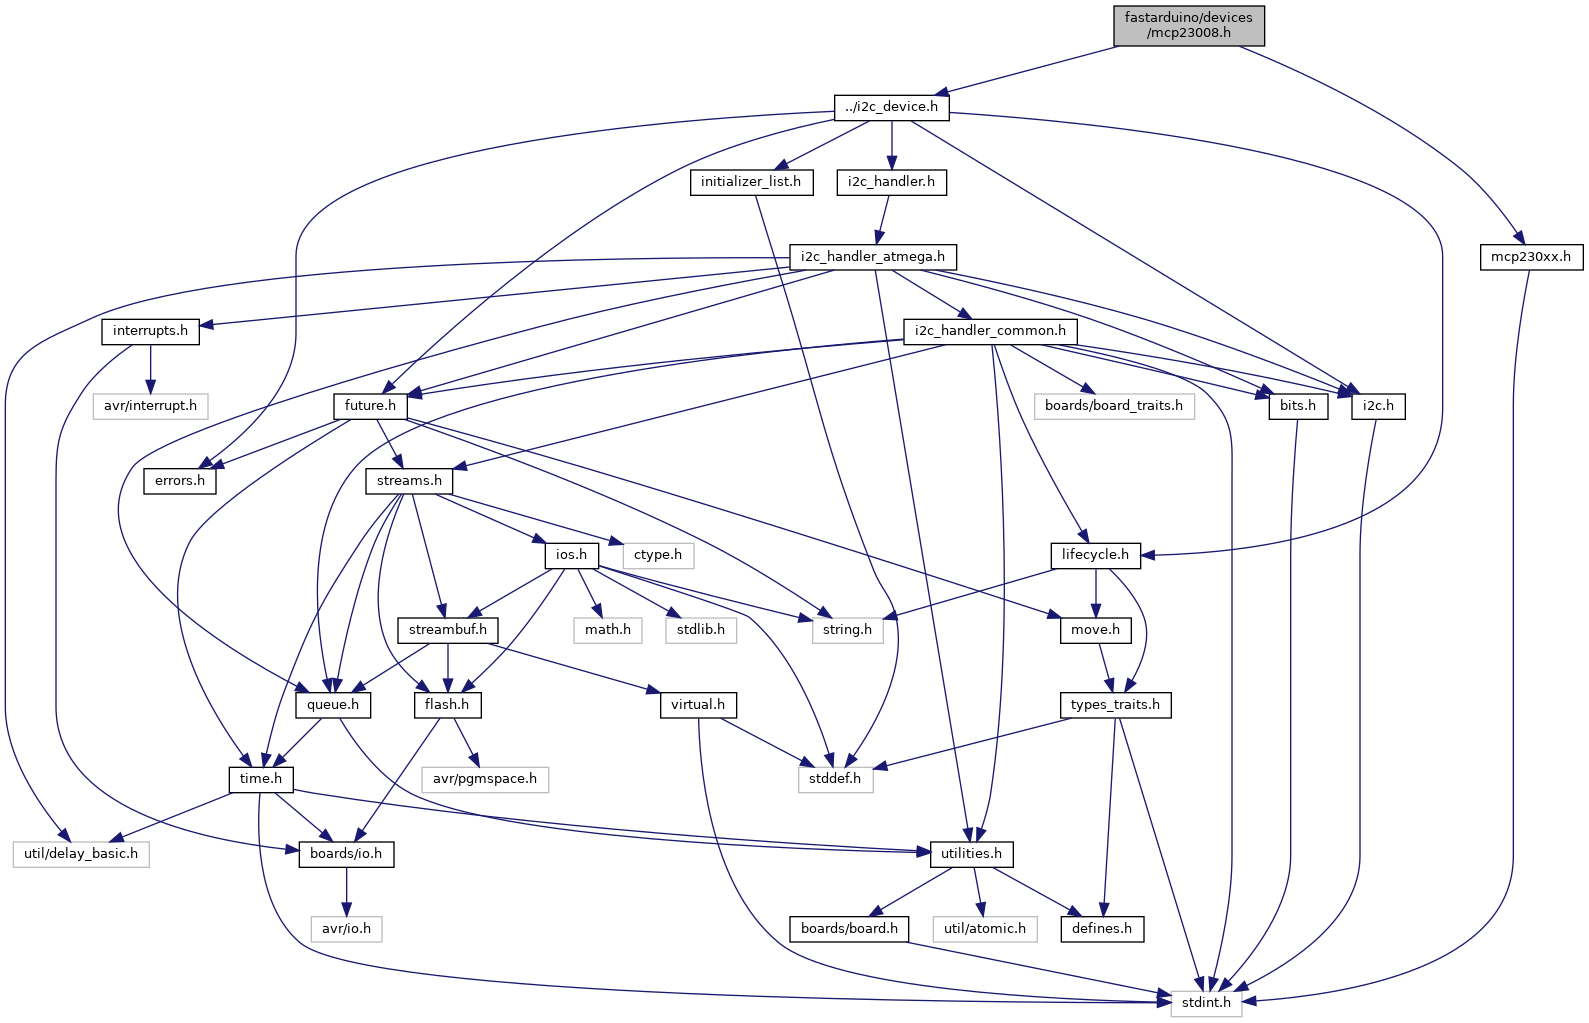 fastarduino/devices
/mcp23008.h
../i2c_device.h
initializer_list.h
i2c_handler.h
i2c_handler_atmega.h
mcp230xx.h
interrupts.h
i2c_handler_common.h
avr/interrupt.h
future.h
boards/board_traits.h
bits.h
i2c.h
errors.h
streams.h
ios.h
ctype.h
lifecycle.h
streambuf.h
math.h
stdlib.h
string.h
move.h
queue.h
flash.h
virtual.h
types_traits.h
time.h
avr/pgmspace.h
stddef.h
util/delay_basic.h
boards/io.h
utilities.h
avr/io.h
boards/board.h
util/atomic.h
defines.h
stdint.h